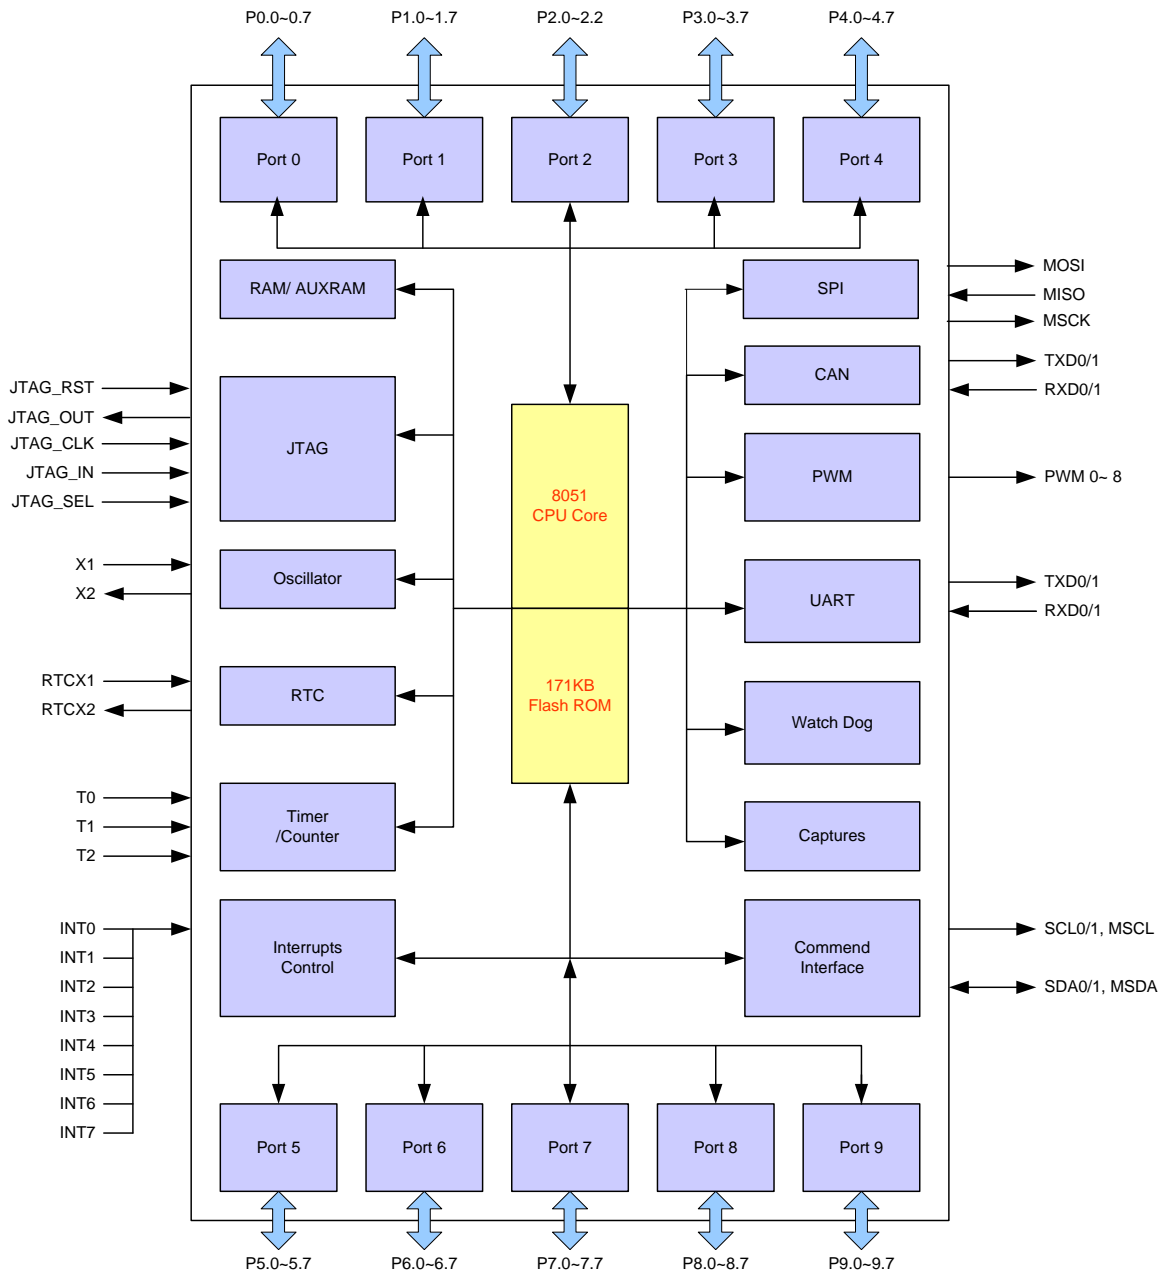 P0.0~0.7
P1.0~1.7
P2.0~2.2
P3.0~3.7
P4.0~4.7
Port 0
Port 1
Port 2
Port 3
Port 4
RAM/ AUXRAM
SPI
MOSI
MISO
MSCK
CAN
TXD0/1
RXD0/1
JTAG_RST
JTAG_OUT
JTAG_CLK
JTAG_IN
JTAG_SEL
JTAG
8051
CPU Core
PWM
PWM 0~ 8
X1
X2
Oscillator
UART
TXD0/1
RXD0/1
RTCX1
RTCX2
RTC
171KB
Flash ROM
Watch Dog
T0
T1
T2
Timer
/Counter
Captures
INT0
INT1
INT2
INT3
INT4
INT5
INT6
INT7
Interrupts
Control
Commend
Interface
SCL0/1, MSCL
SDA0/1, MSDA
Port 5
Port 6
Port 7
Port 8
Port 9
P5.0~5.7
P6.0~6.7
P7.0~7.7
P8.0~8.7
P9.0~9.7